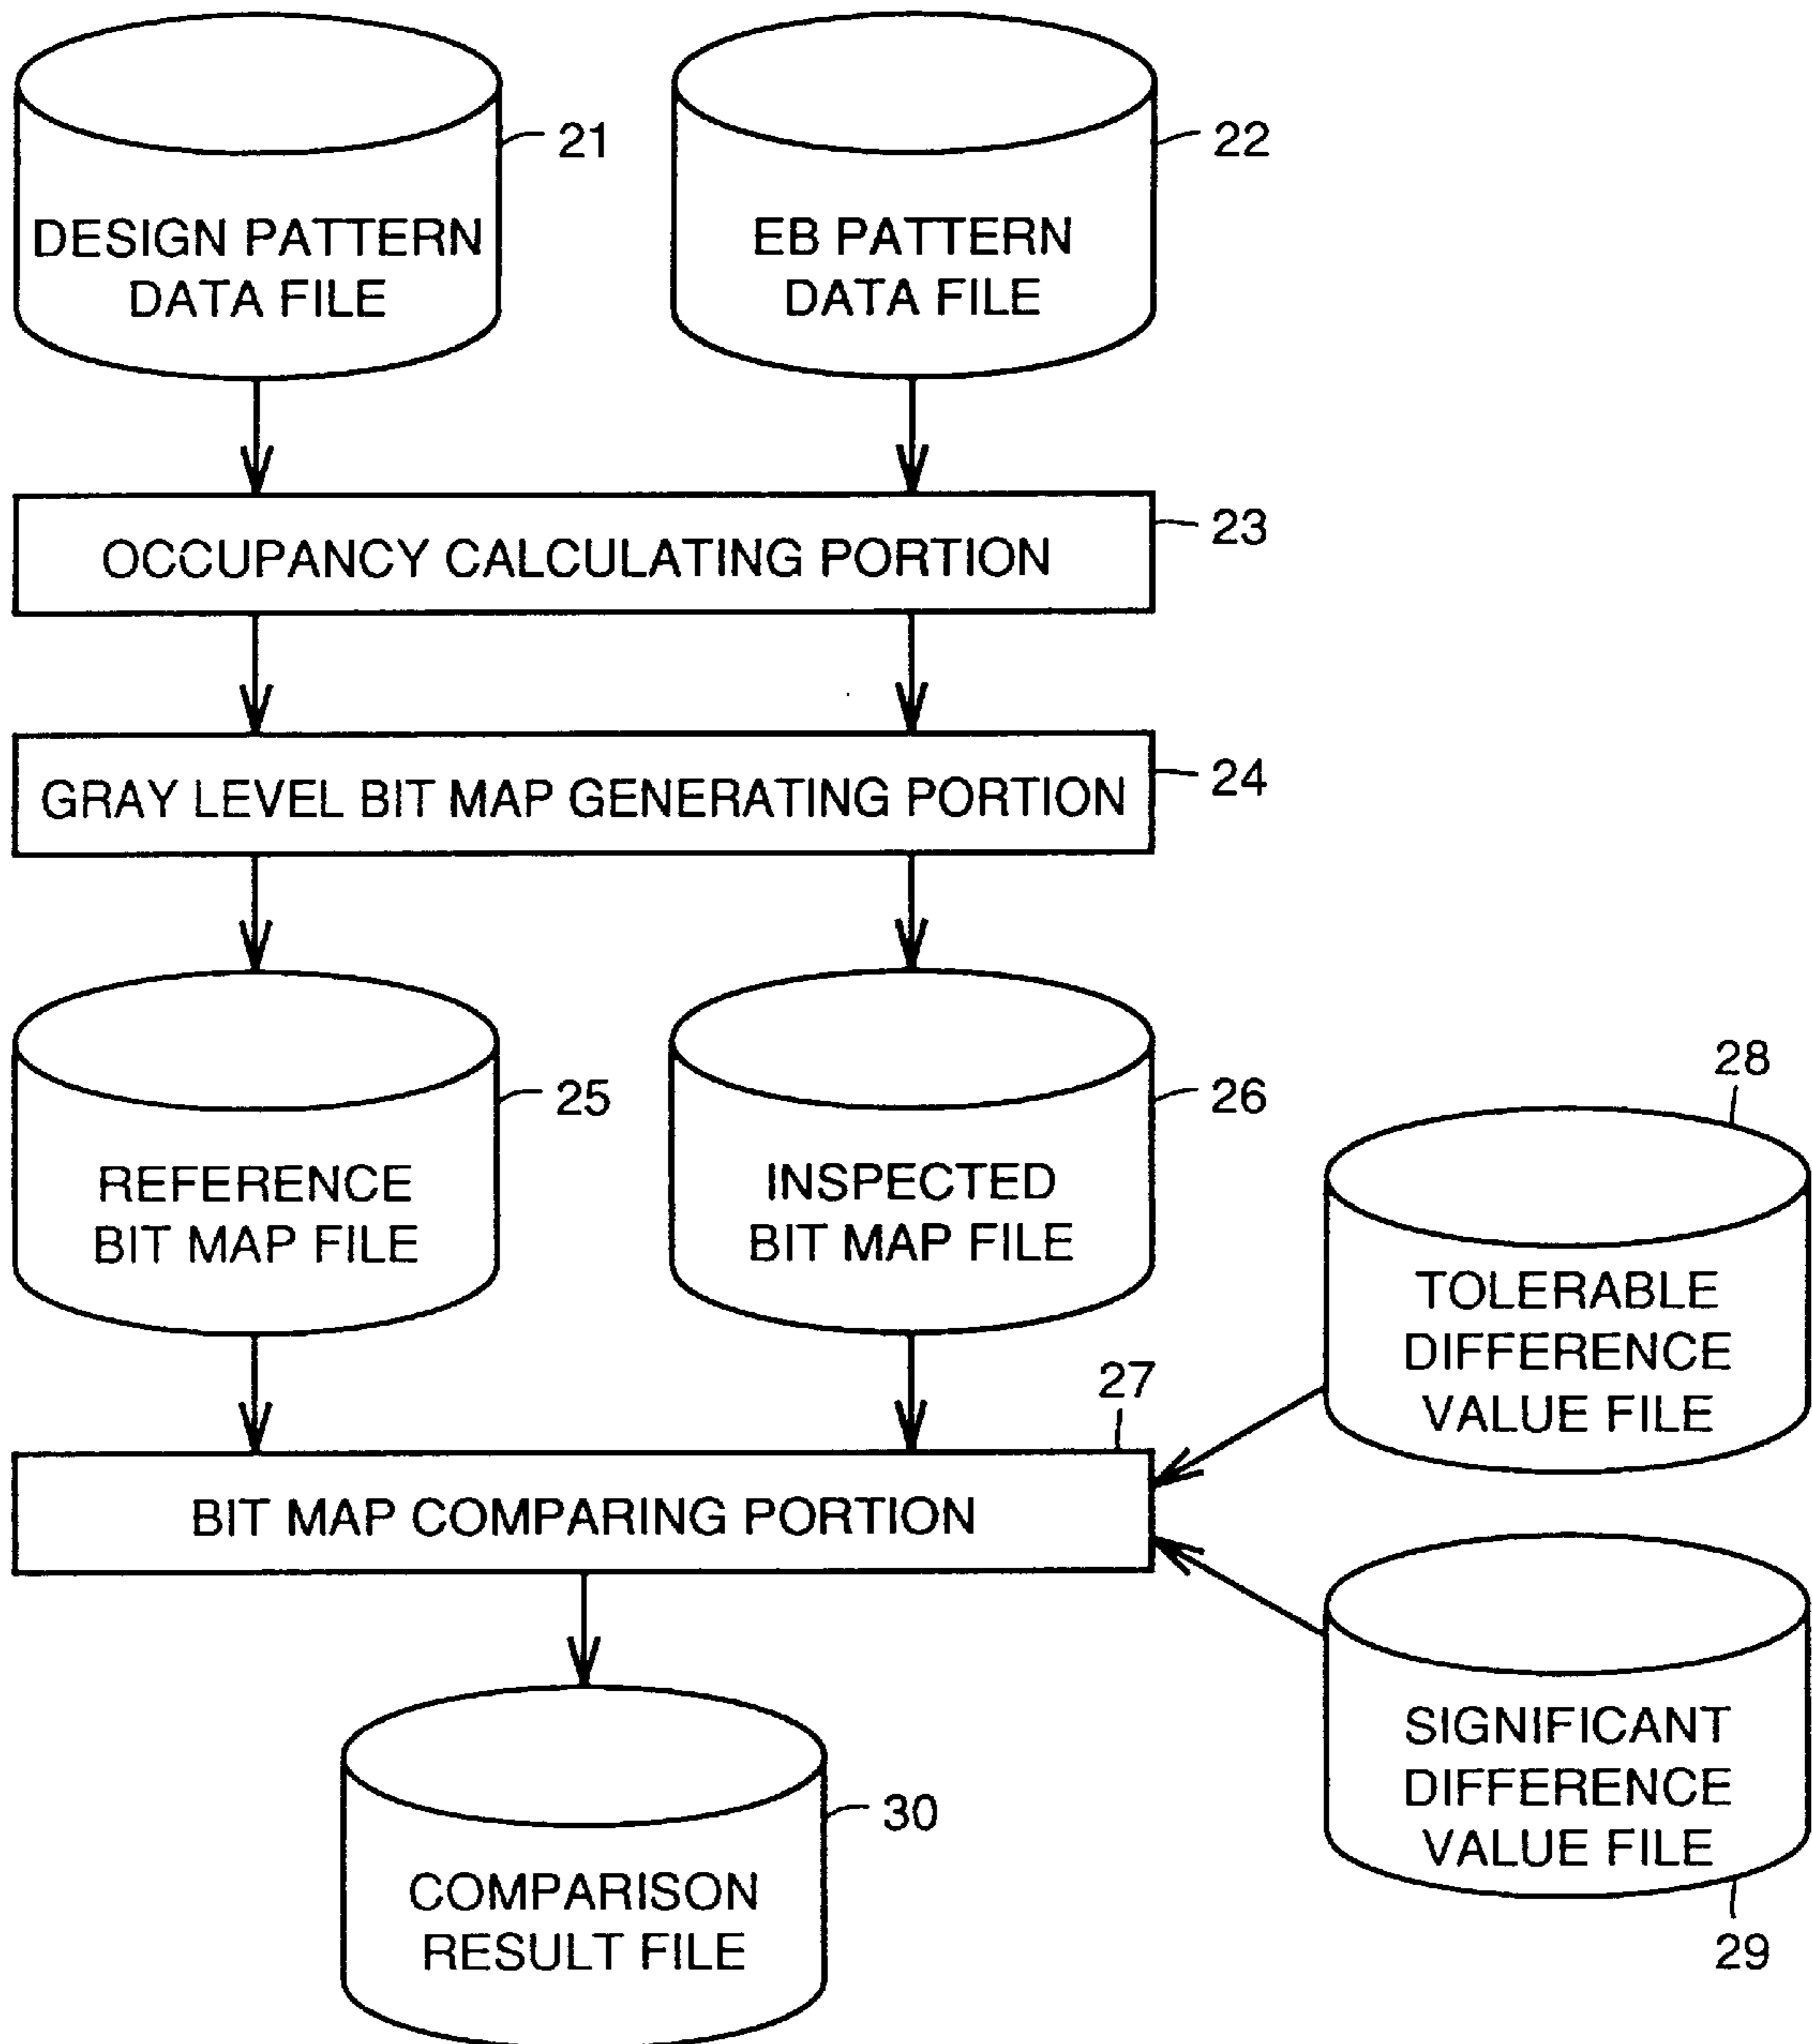 21
DESIGN PATTERN
DATA FILE
22
EB PATTERN
DATA FILE
23
OCCUPANCY CALCULATING PORTION
24
GRAY LEVEL BIT MAP GENERATING PORTION
25
REFERENCE
BIT MAP FILE
26
INSPECTED
BIT MAP FILE
28
TOLERABLE
DIFFERENCE
VALUE FILE
27
BIT MAP COMPARING PORTION
SIGNIFICANT
DIFFERENCE
VALUE FILE
29
30
COMPARISON
RESULT FILE